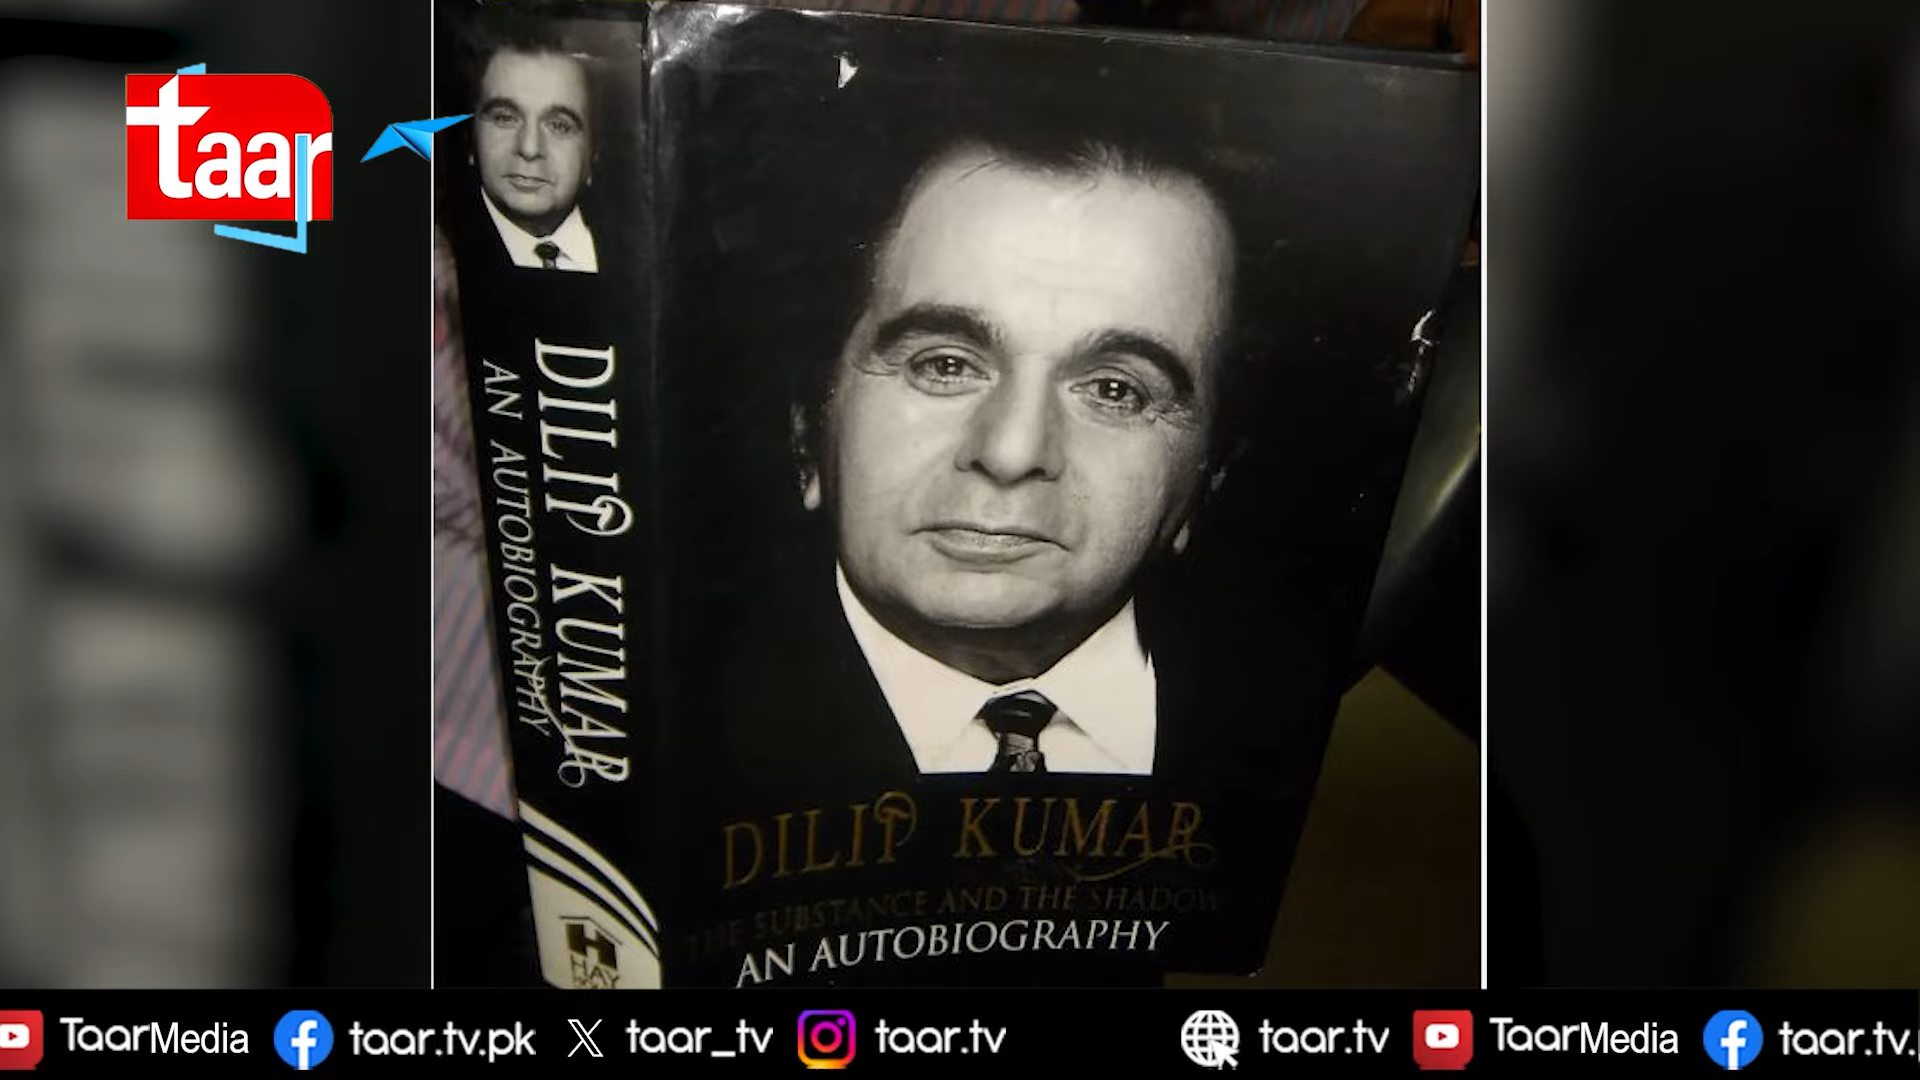 taar
DILIP KUMAR
AN AUTOBIOGRAPHY
DILIP KUMAR
THE SUBSTANCE AND THE SHADOW
AN AUTOBIOGRAPHY
H
HAY
TaarMedia
taar.tv.pk
taar_tv
taar.tv
taar.tv
TaarMedia
taar.tv.p